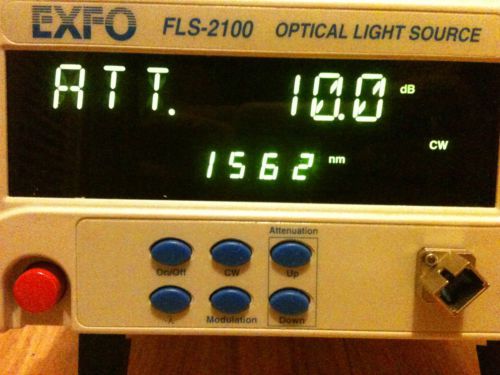 EXFO FLS-2100 OPTICAL LIGHT SOURCE
ATT. 10.0 dB
CW
1562 nm
Attenuation
On/Off CW Up
λ Modulation Down